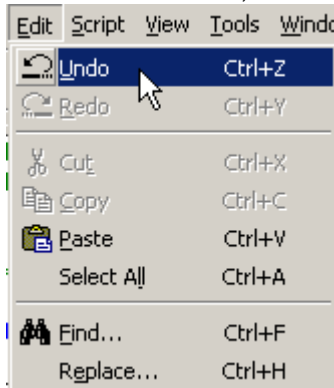 Edit Script View Tools Windo
Undo Ctrl+Z
Redo Ctrl+Y
Cut Ctrl+X
Copy Ctrl+C
Paste Ctrl+V
Select All Ctrl+A
Find... Ctrl+F
Replace... Ctrl+H